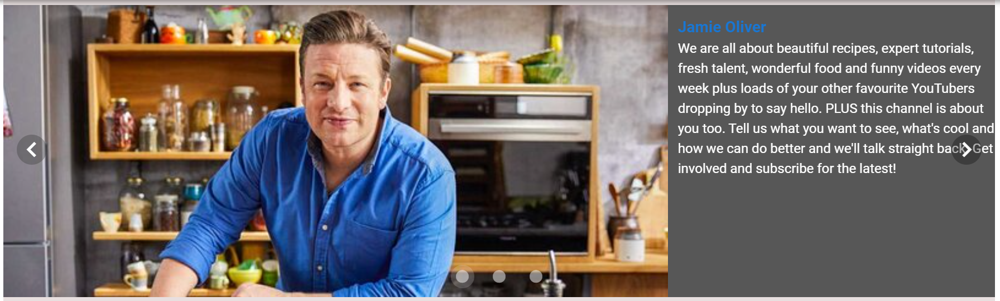 Jamie Oliver
We are all about beautiful recipes, expert tutorials,
fresh talent, wonderful food and funny videos every
week plus loads of your other favourite YouTubers
dropping by to say hello. PLUS this channel is about
you too. Tell us what you want to see, what's cool and
how we can do better and we'll talk straight back. Get
involved and subscribe for the latest!